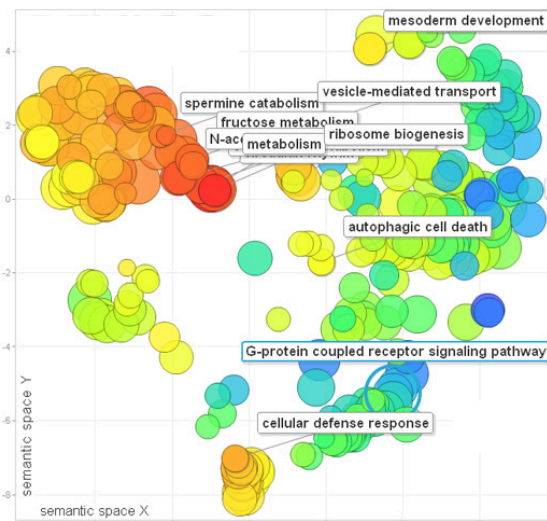 mesoderm development
4
vesicle-mediated transport
spermine catabolism
fructose metabolism
2
ribosome biogenesis
metabolism
0
autophagic cell death
-2
-4
G-protein coupled receptor signaling pathway
-6
cellular defense response
-8
semantic space Y
semantic space X